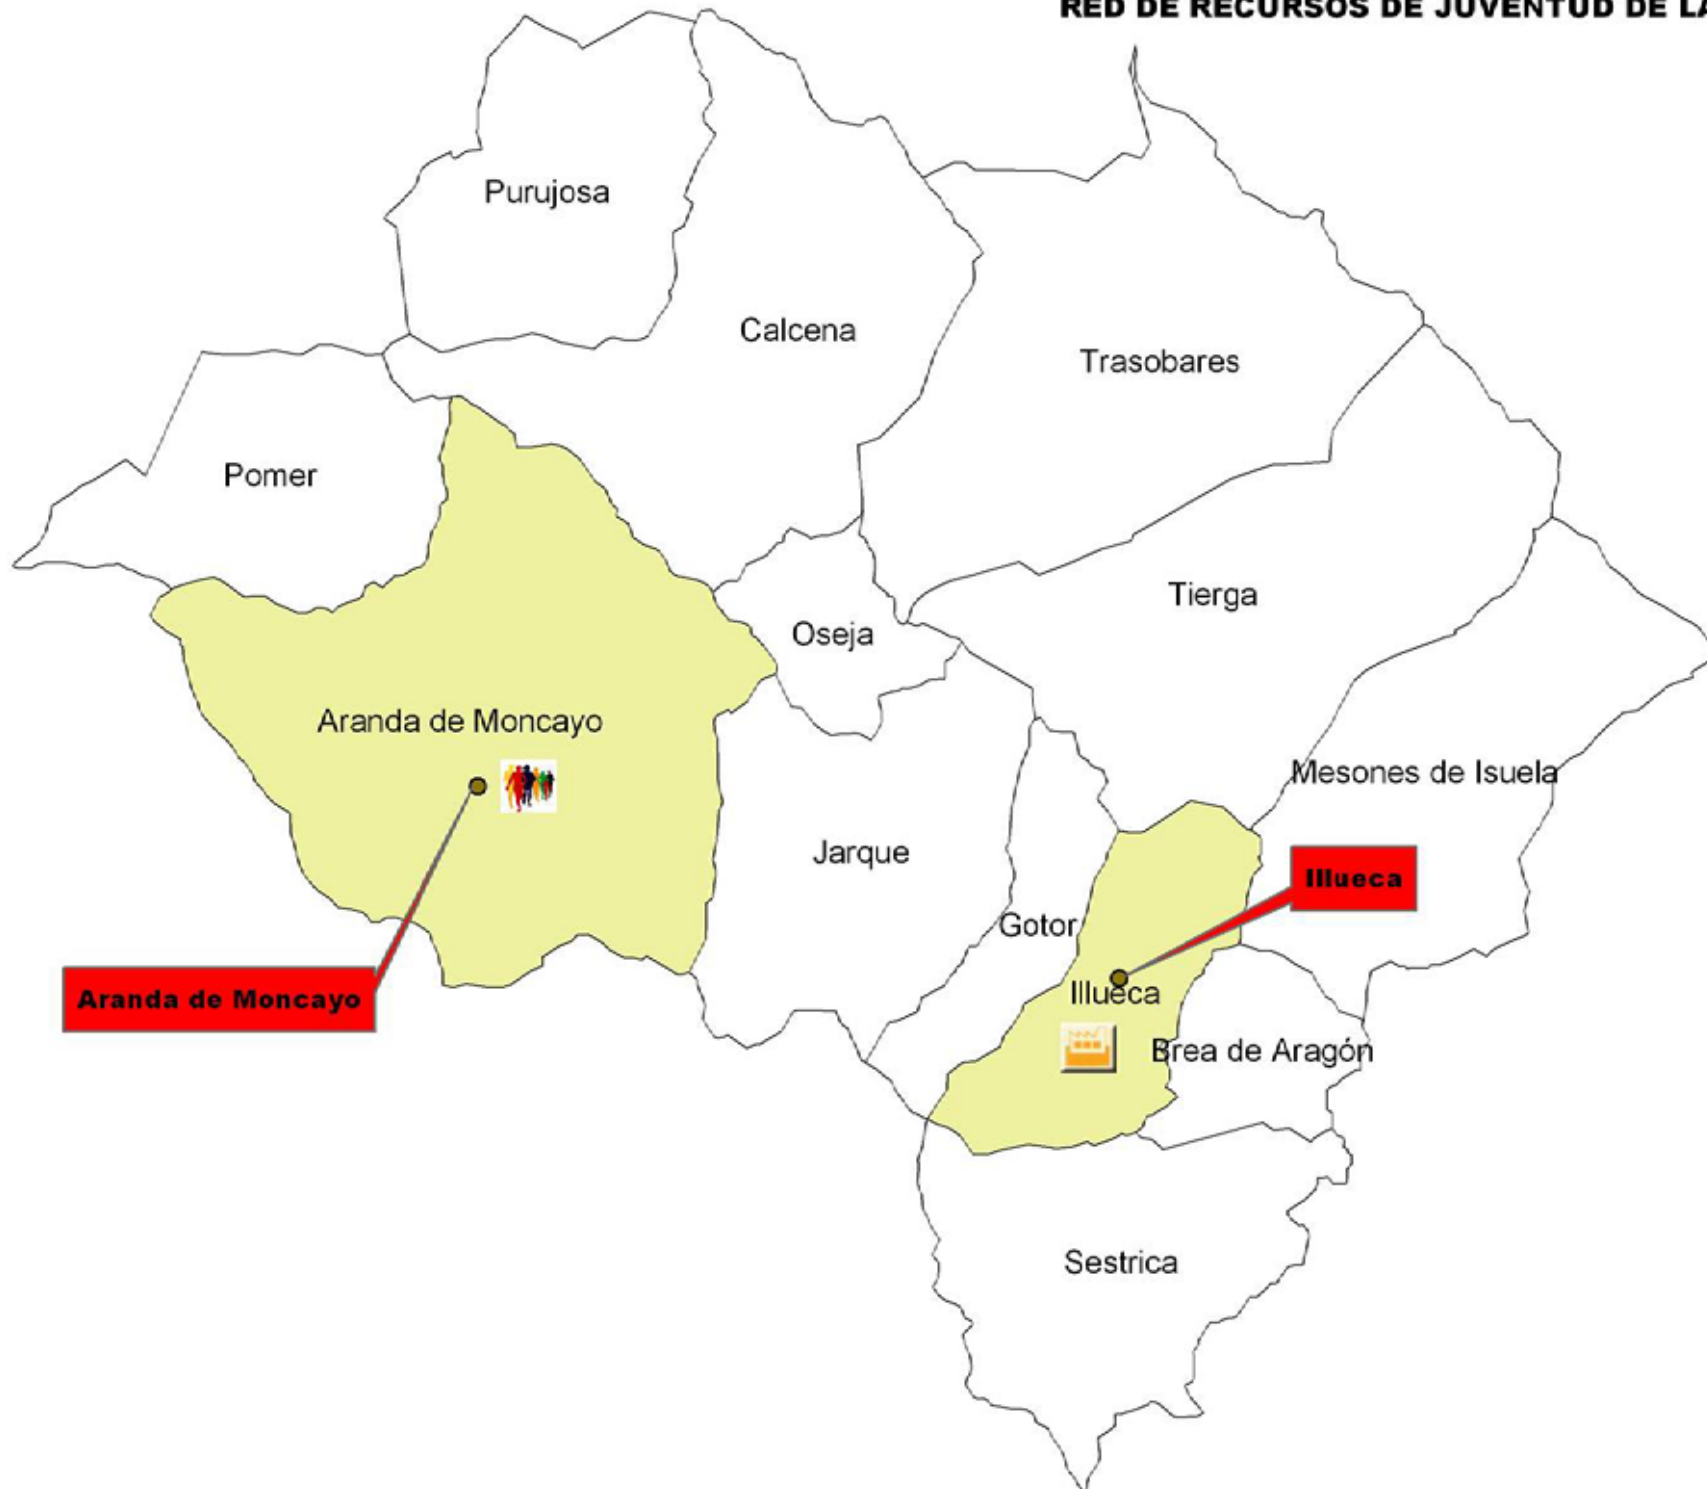 RED DE RECURSOS DE JUVENTUD DE LA
Purujosa
Calcena
Trasobares
Pomer
Tierga
Oseja
Aranda de Moncayo
Mesones de Isuela
Jarque
Illueca
Gotor
Illueca
Aranda de Moncayo
Brea de Aragón
Sestrica